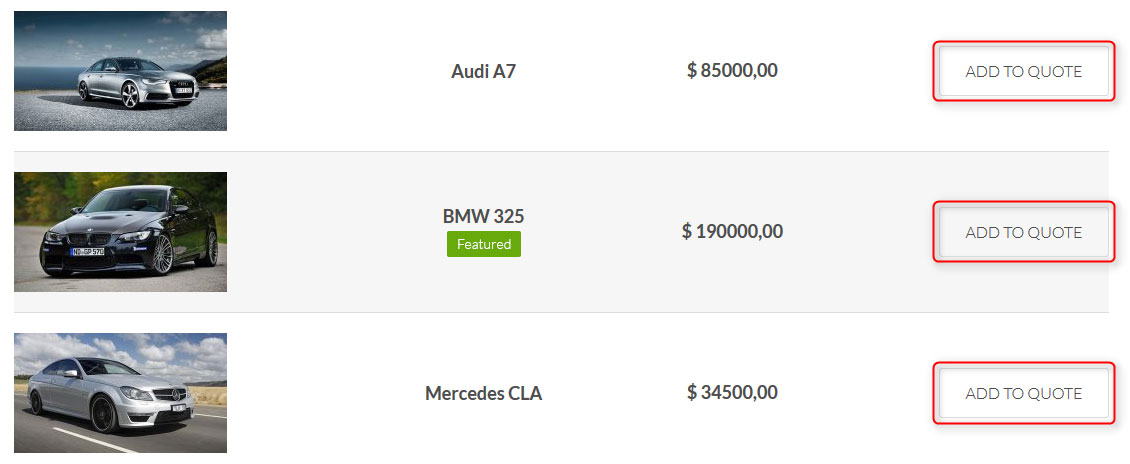 Audi A7
$ 85000,00
ADD TO QUOTE
BMW 325
Featured
$ 190000,00
ADD TO QUOTE
Mercedes CLA
$ 34500,00
ADD TO QUOTE